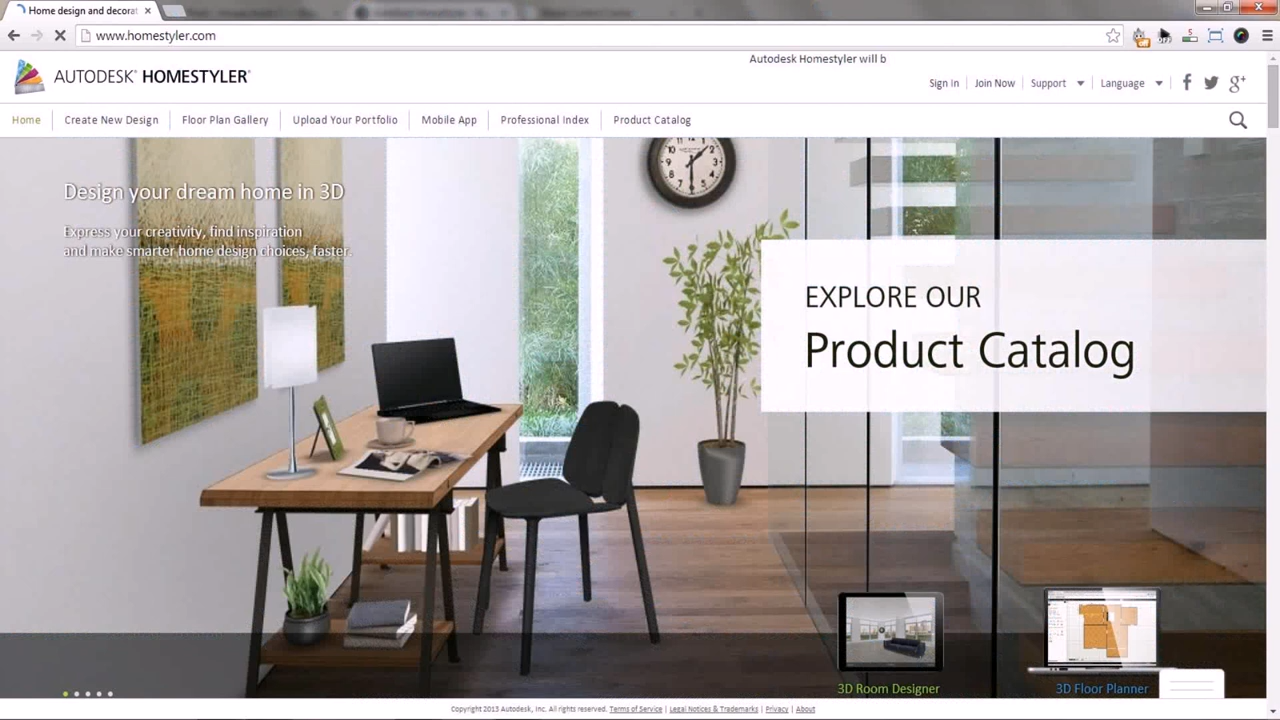 Home design and decorat
www.homestyler.com
Autodesk Homestyler will b
AUTODESK® HOMESTYLER®
Sign In
Join Now
Support
Language
Home
Create New Design
Floor Plan Gallery
Upload Your Portfolio
Mobile App
Professional Index
Product Catalog
Design your dream home in 3D
Express your creativity, find inspiration
and make smarter home design choices, faster.
EXPLORE OUR
Product Catalog
3D Room Designer
3D Floor Planner
Copyright 2013 Autodesk, Inc. All rights reserved. Terms of Service | Legal Notices & Trademarks | Privacy | About